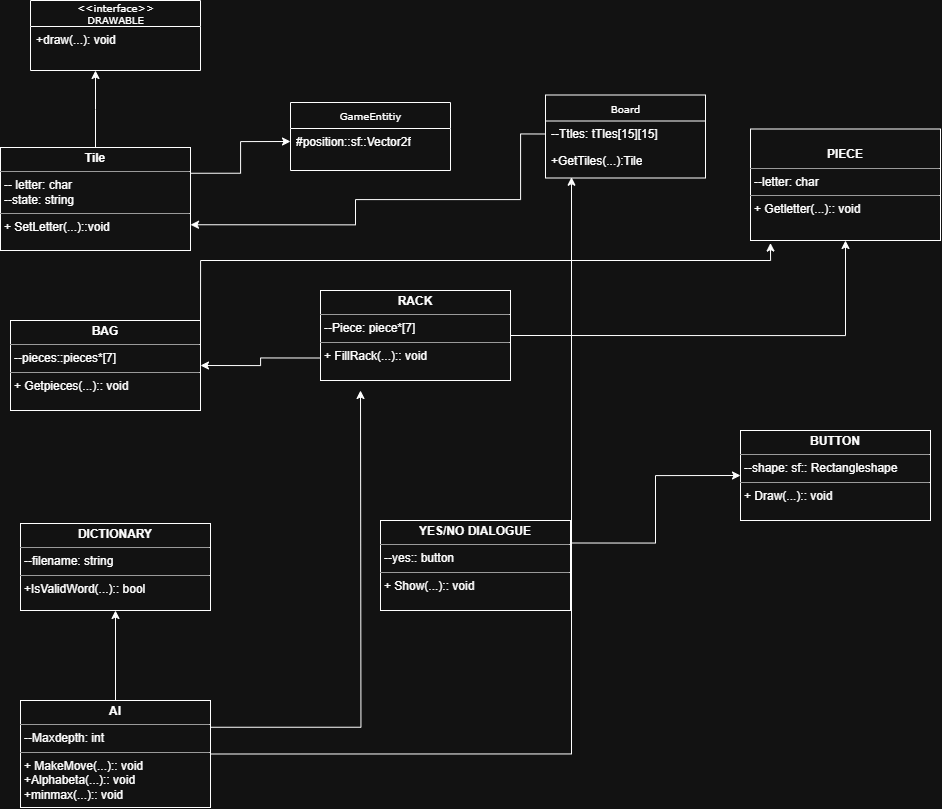 <<interface>>
DRAWABLE
+draw(...): void
GameEntitiy
#position::sf::Vector2f
Board
--Ttles: tTles[15][15]
+GetTiles(...):Tile
PIECE
--letter: char
+ Getletter(...):: void
Tile
-- letter: char
--state: string
+ SetLetter(...)::void
RACK
--Piece: piece*[7]
+ FillRack(...):: void
BAG
--pieces::pieces*[7]
+ Getpieces(...):: void
BUTTON
--shape: sf:: Rectangleshape
+ Draw(...):: void
DICTIONARY
--filename: string
+IsValidWord(...):: bool
YES/NO DIALOGUE
--yes:: button
+ Show(...):: void
AI
--Maxdepth: int
+ MakeMove(...):: void
+Alphabeta(...):: void
+minmax(...):: void